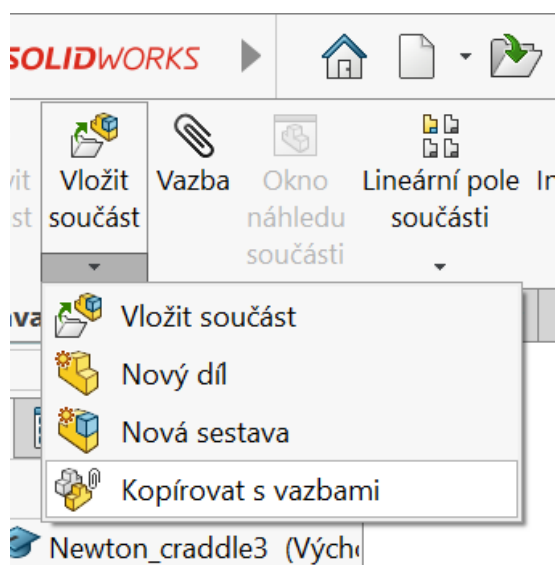 SOLIDWORKS
Vložit Vazba Okno Lineární pole
součást náhledu součásti
součásti
Vložit součást
Nový díl
Nová sestava
Kopírovat s vazbami
Newton_craddle3 (Výcho